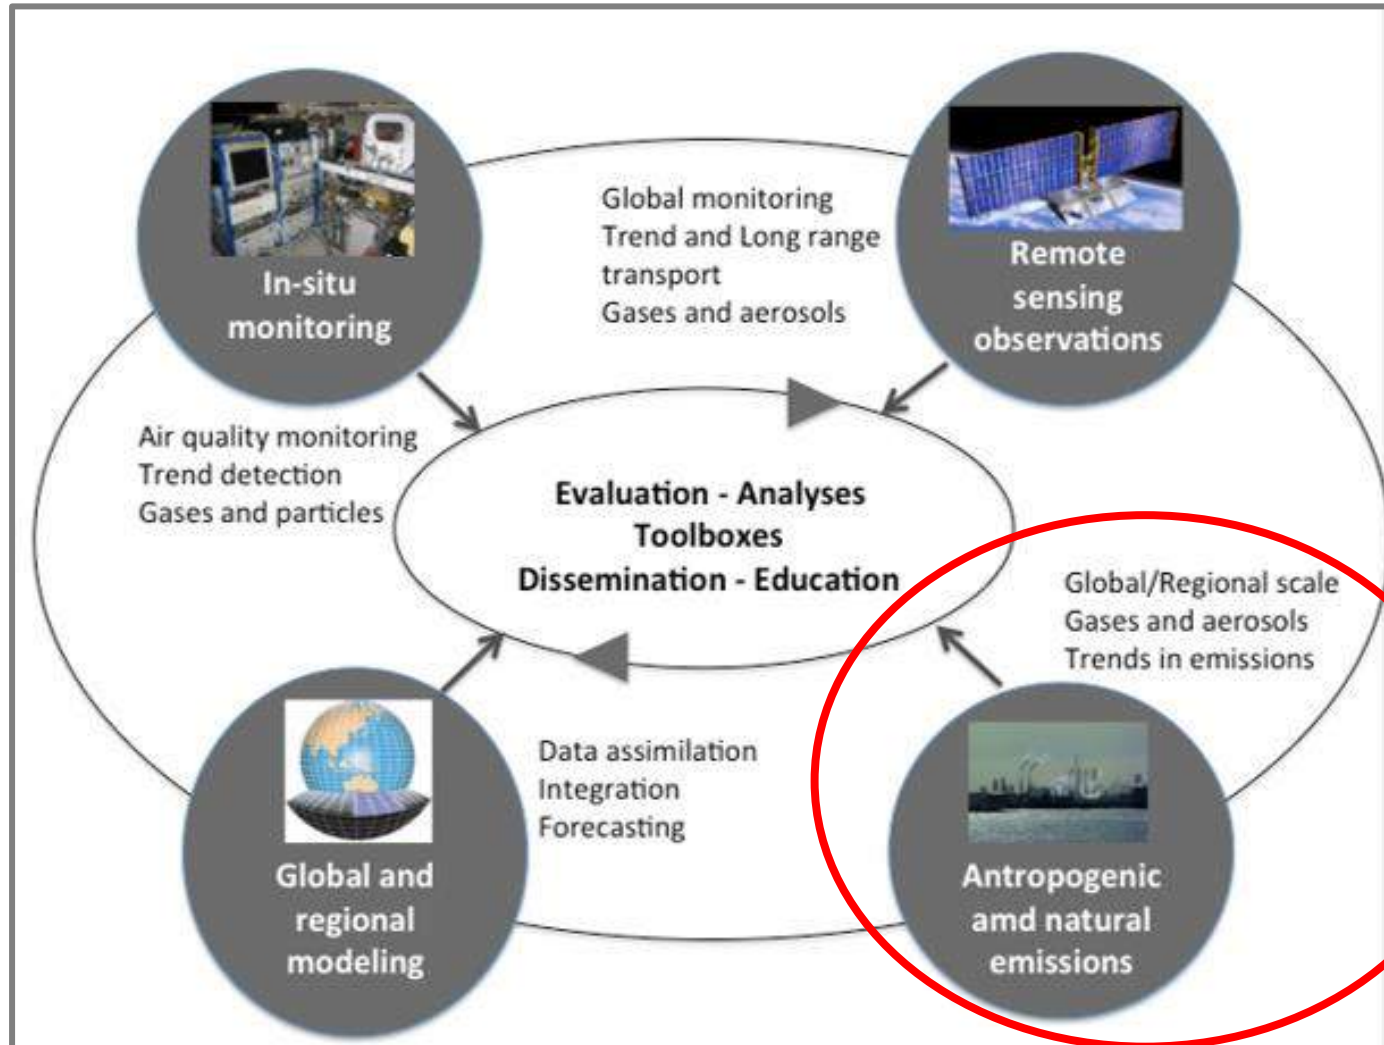 In-situ
monitoring
Global monitoring
Trend and Long range
transport
Gases and aerosols
Remote
sensing
observations
Air quality monitoring
Trend detection
Gases and particles
Evaluation - Analyses
Toolboxes
Dissemination - Education
Global/Regional scale
Gases and aerosols
Trends in emissions
Global and
regional
modeling
Data assimilation
Integration
Forecasting
Antropogenic
amd natural
emissions